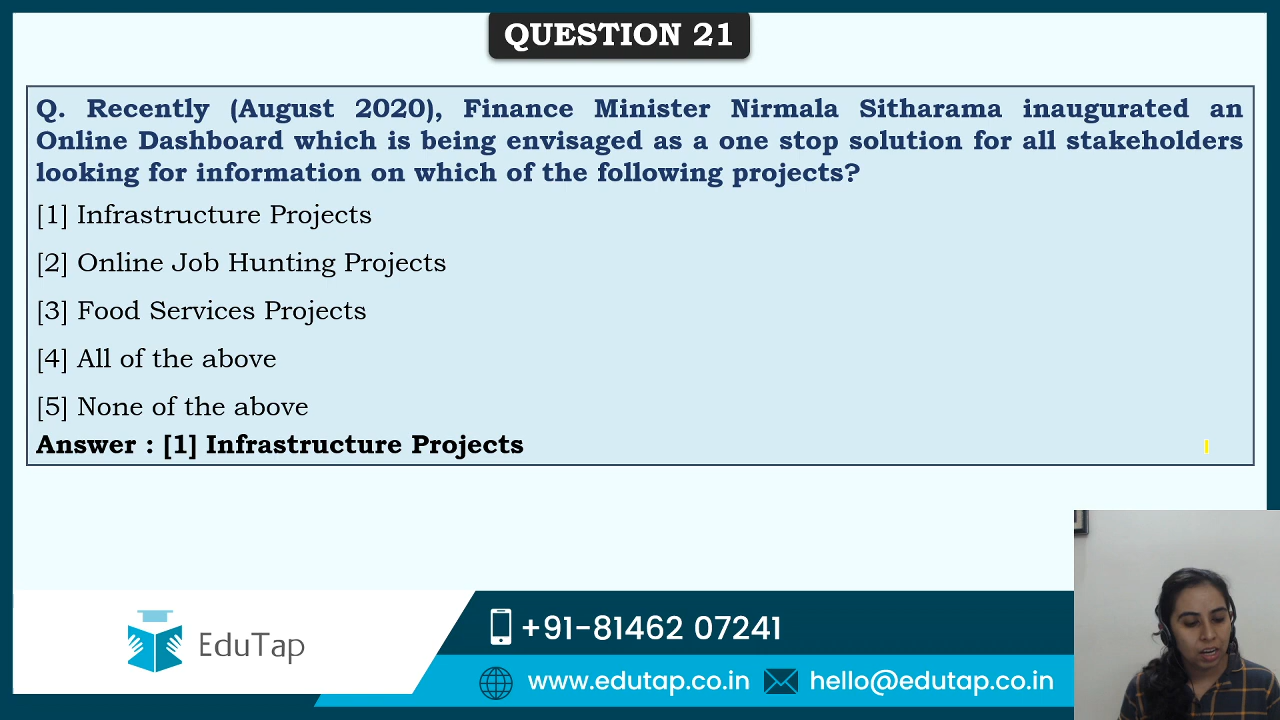 QUESTION 21
Q. Recently (August 2020), Finance Minister Nirmala Sitharama inaugurated an
Online Dashboard which is being envisaged as a one stop solution for all stakeholders
looking for information on which of the following projects?
[1] Infrastructure Projects
[2] Online Job Hunting Projects
[3] Food Services Projects
[4] All of the above
[5] None of the above
Answer : [1] Infrastructure Projects
EduTap
+91-81462 07241
www.edutap.co.in
hello@edutap.co.in